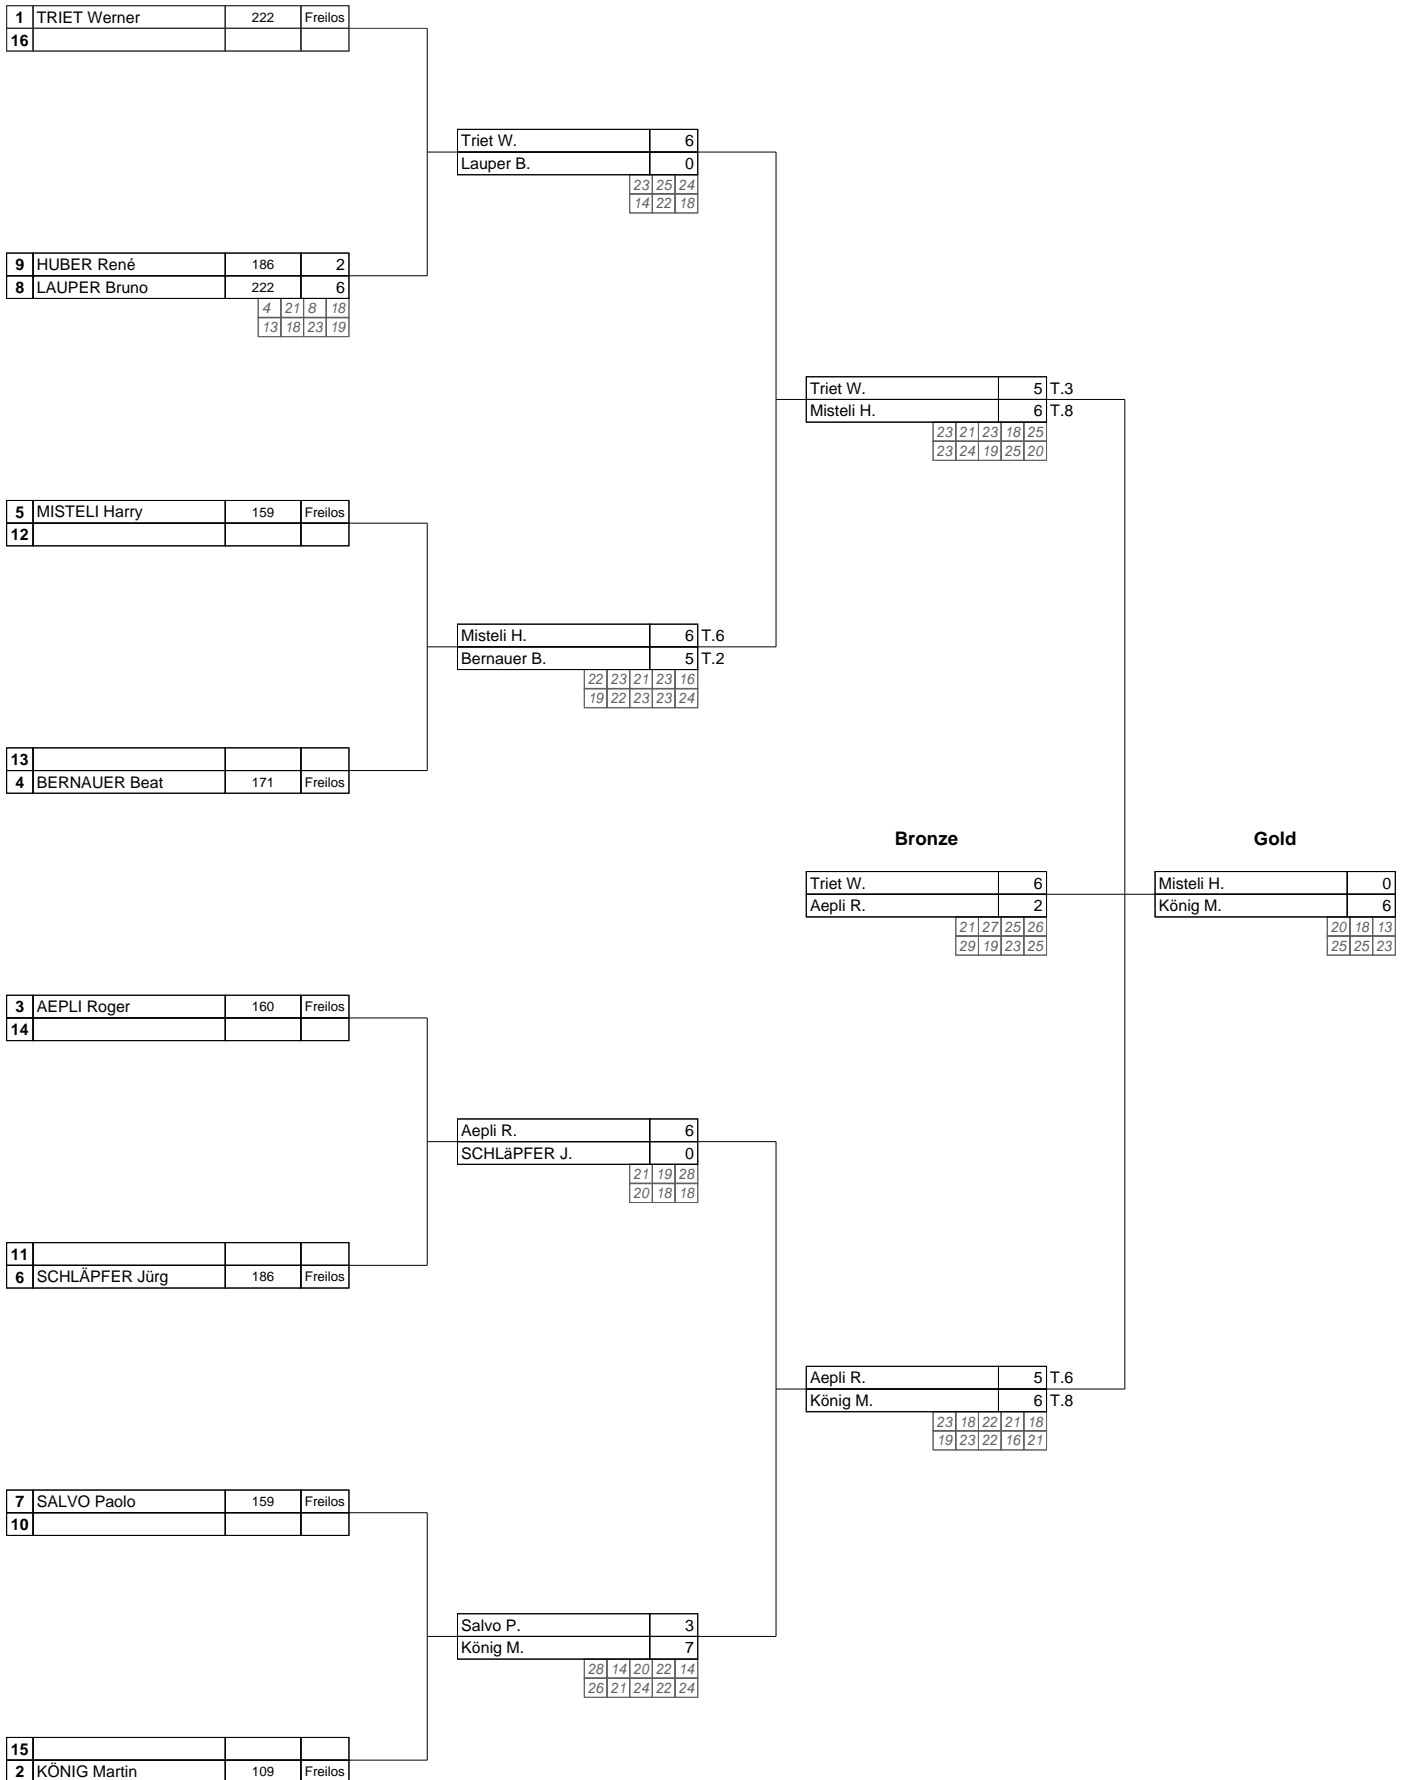 1 TRIET Werner 222 Freilos
16
Triet W. 6
Lauper B. 0
23 25 24
14 22 18
9 HUBER René 186 2
8 LAUPER Bruno 222 6
4 21 8 18
13 18 23 19
Triet W. 5 T.3
Misteli H. 6 T.8
23 21 23 18 25
23 24 19 25 20
5 MISTELI Harry 159 Freilos
12
Misteli H. 6 T.6
Bernauer B. 5 T.2
22 23 21 23 16
19 22 23 23 24
13
4 BERNAUER Beat 171 Freilos
Bronze Gold
Triet W. 6 Misteli H. 0
Aepli R. 2 König M. 6
21 27 25 26 20 18 13
29 19 23 25 25 25 23
3 AEPLI Roger 160 Freilos
14
Aepli R. 6
SCHLäPFER J. 0
21 19 28
20 18 18
11
6 SCHLÄPFER Jürg 186 Freilos
Aepli R. 5 T.6
König M. 6 T.8
23 18 22 21 18
19 23 22 16 21
7 SALVO Paolo 159 Freilos
10
Salvo P. 3
König M. 7
28 14 20 22 14
26 21 24 22 24
15
2 KÖNIG Martin 109 Freilos